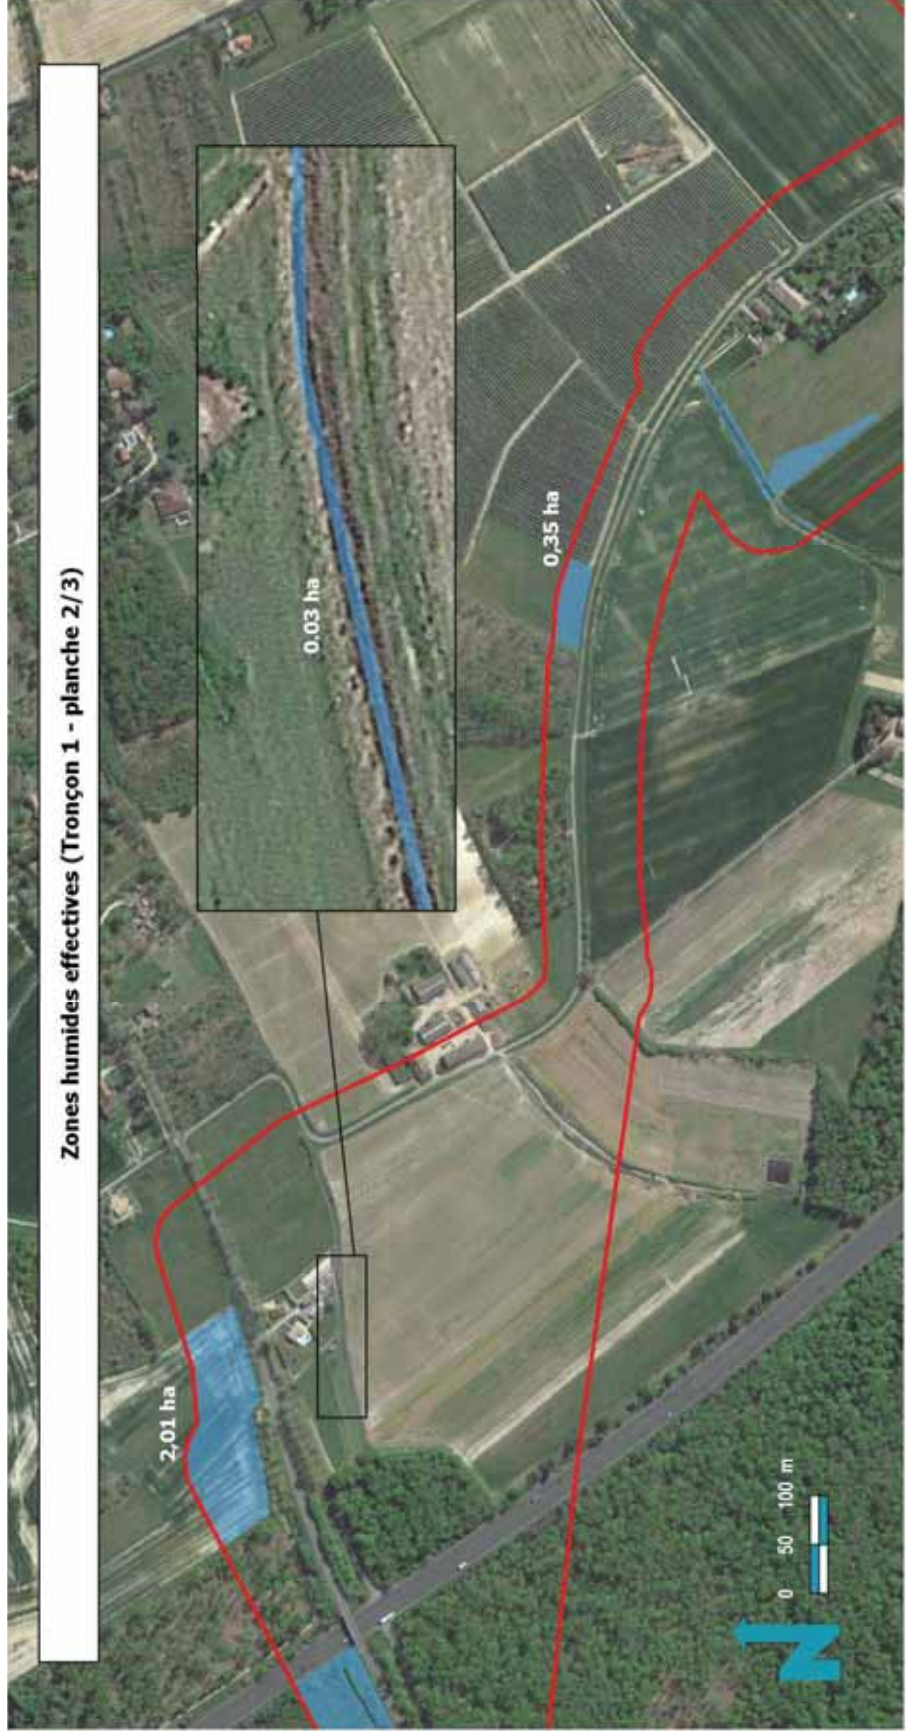 Zones humides effectives (Tronçon 1 - planche 2/3)
2,01 ha
0.03 ha
0,35 ha
0 50 100 m
N